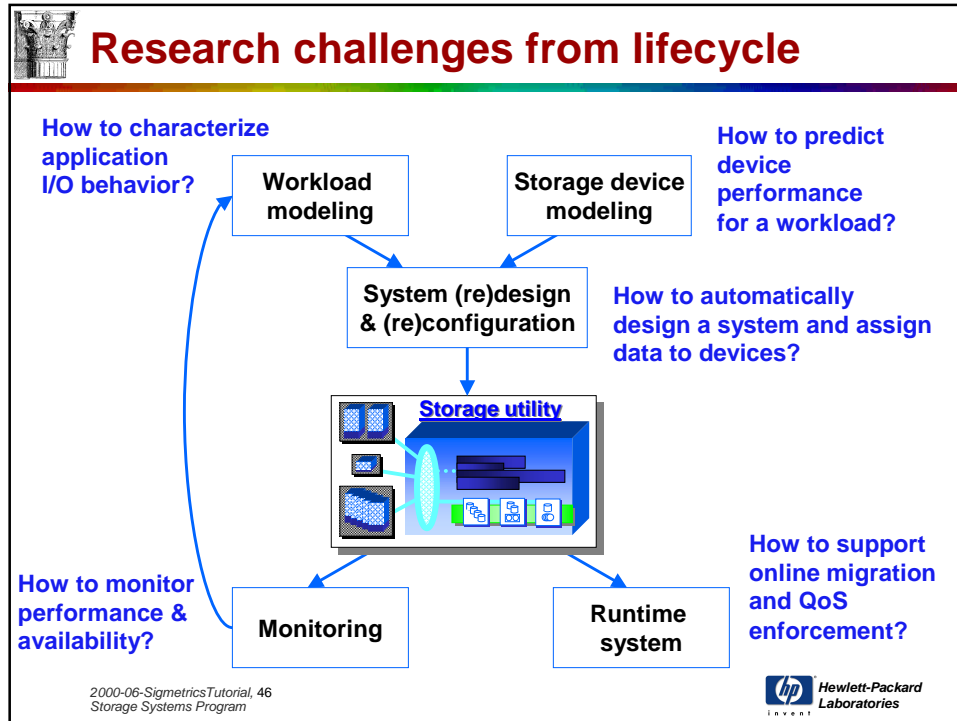 Research challenges from lifecycle
How to characterize
application
I/O behavior?
Workload
modeling
Storage device
modeling
How to predict
device
performance
for a workload?
System (re)design
& (re)configuration
How to automatically
design a system and assign
data to devices?
Storage utility
How to monitor
performance &
availability?
Monitoring
Runtime
system
How to support
online migration
and QoS
enforcement?
2000-06-SigmetricsTutorial, 46
Storage Systems Program
hp
invent
Hewlett-Packard
Laboratories